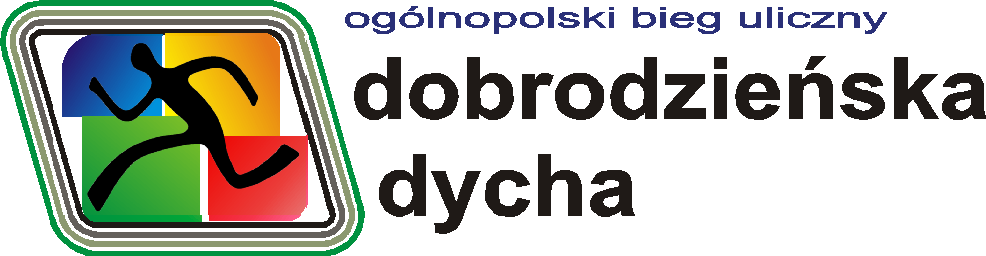 ogólnopolski bieg uliczny
dobrodzieńska
dycha